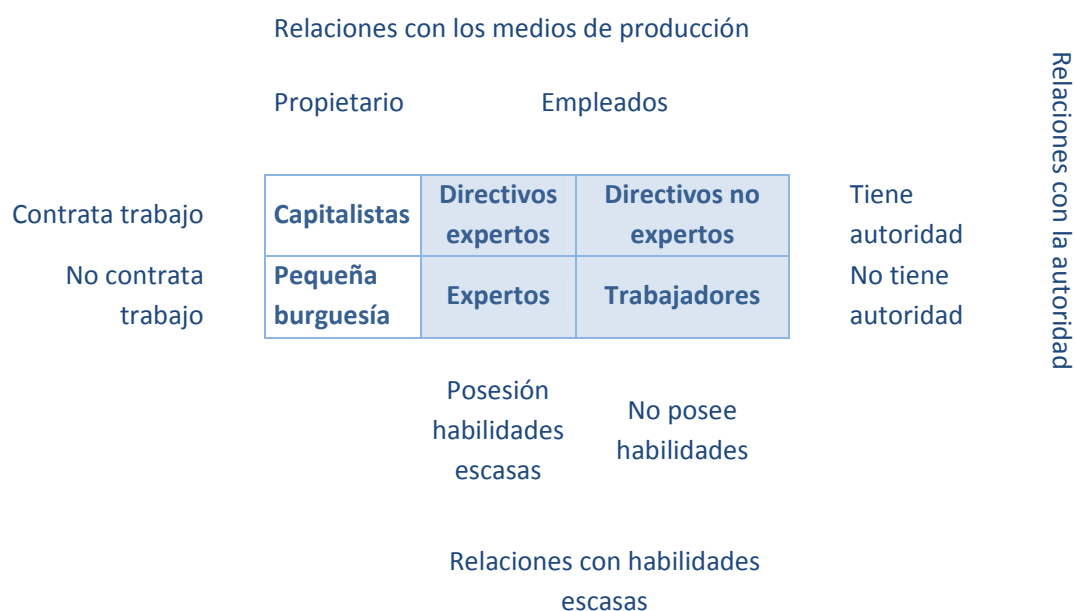 Relaciones con los medios de producción
Propietario Empleados
Contrata trabajo Capitalistas Directivos expertos Directivos no expertos Tiene autoridad
No contrata trabajo Pequeña burguesía Expertos Trabajadores No tiene autoridad
Relaciones con la autoridad
Posesión habilidades escasas
No posee habilidades
Relaciones con habilidades
escasas